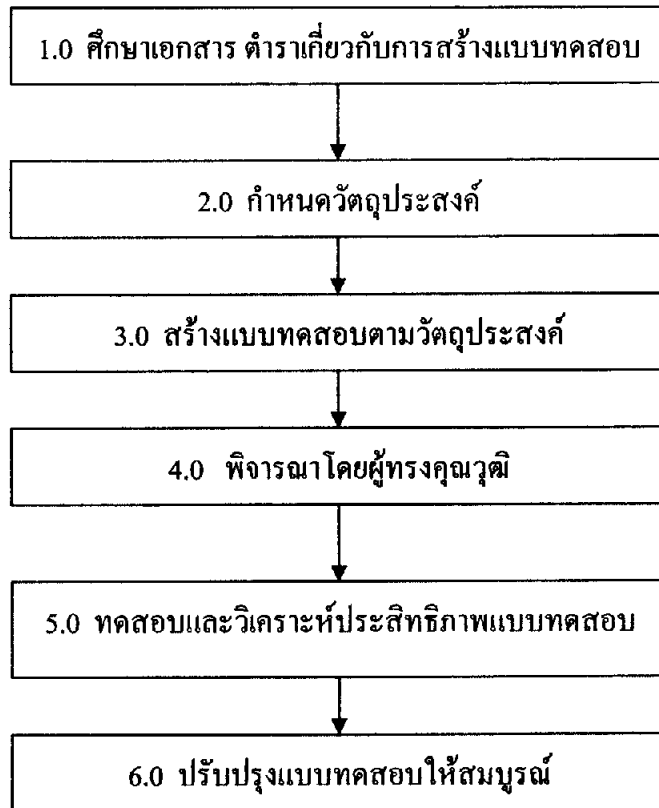 1.0 ศึกษาเอกสาร ตำราเกี่ยวกับการสร้างแบบทดสอบ
2.0 กำหนดวัตถุประสงค์
3.0 สร้างแบบทดสอบตามวัตถุประสงค์
4.0 พิจารณาโดยผู้ทรงคุณวุฒิ
5.0 ทดสอบและวิเคราะห์ประสิทธิภาพแบบทดสอบ
6.0 ปรับปรุงแบบทดสอบให้สมบูรณ์